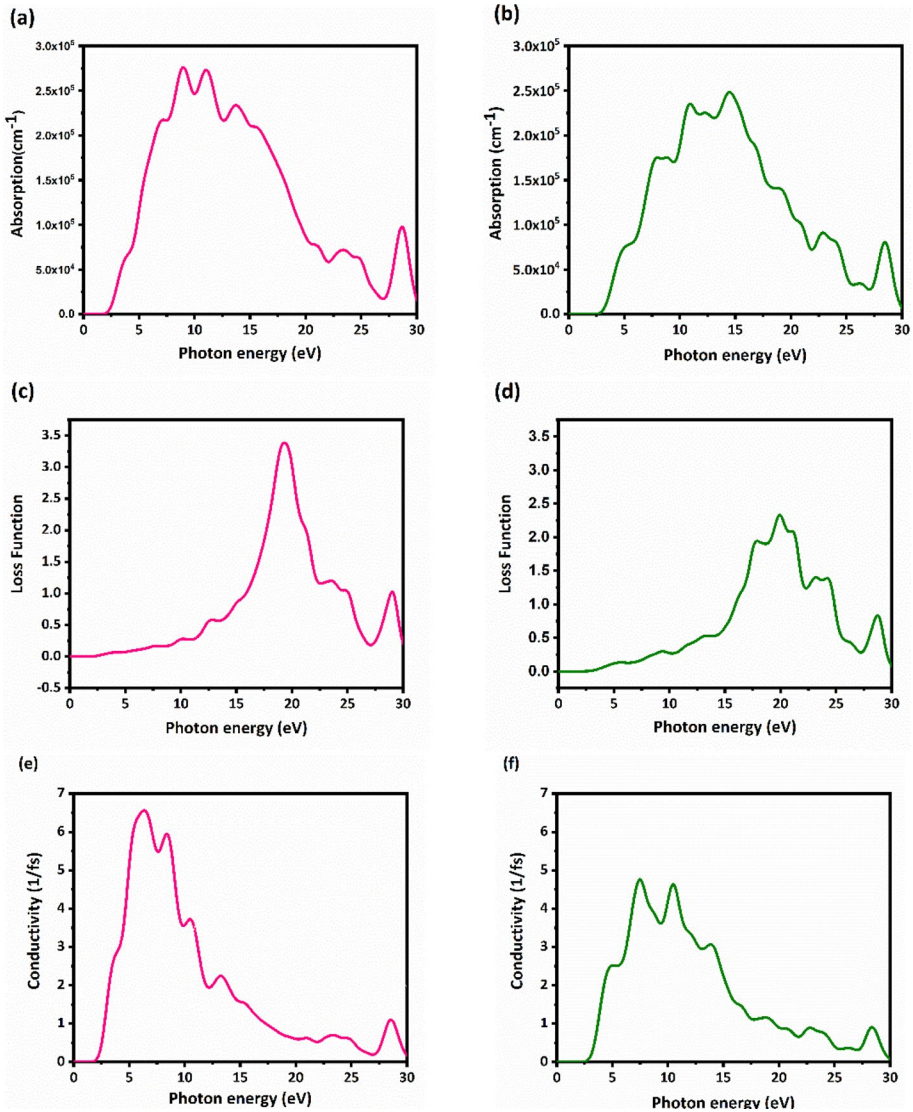 (a)
3.0x10⁵
2.5x10⁵
2.0x10⁵
1.5x10⁵
1.0x10⁵
5.0x10⁴
0.0
Absorption(cm⁻¹)
0 5 10 15 20 25 30
Photon energy (eV)
(b)
3.0x10⁵
2.5x10⁵
2.0x10⁵
1.5x10⁵
1.0x10⁵
5.0x10⁴
0.0
Absorption (cm⁻¹)
0 5 10 15 20 25 30
Photon energy (eV)
(c)
3.5
3.0
2.5
2.0
1.5
1.0
0.5
0.0
-0.5
Loss Function
0 5 10 15 20 25 30
Photon energy (eV)
(d)
3.5
3.0
2.5
2.0
1.5
1.0
0.5
0.0
Loss Function
0 5 10 15 20 25 30
Photon energy (eV)
(e)
7
6
5
4
3
2
1
0
Conductivity (1/fs)
0 5 10 15 20 25 30
Photon energy (eV)
(f)
7
6
5
4
3
2
1
0
Conductivity (1/fs)
0 5 10 15 20 25 30
Photon energy (eV)